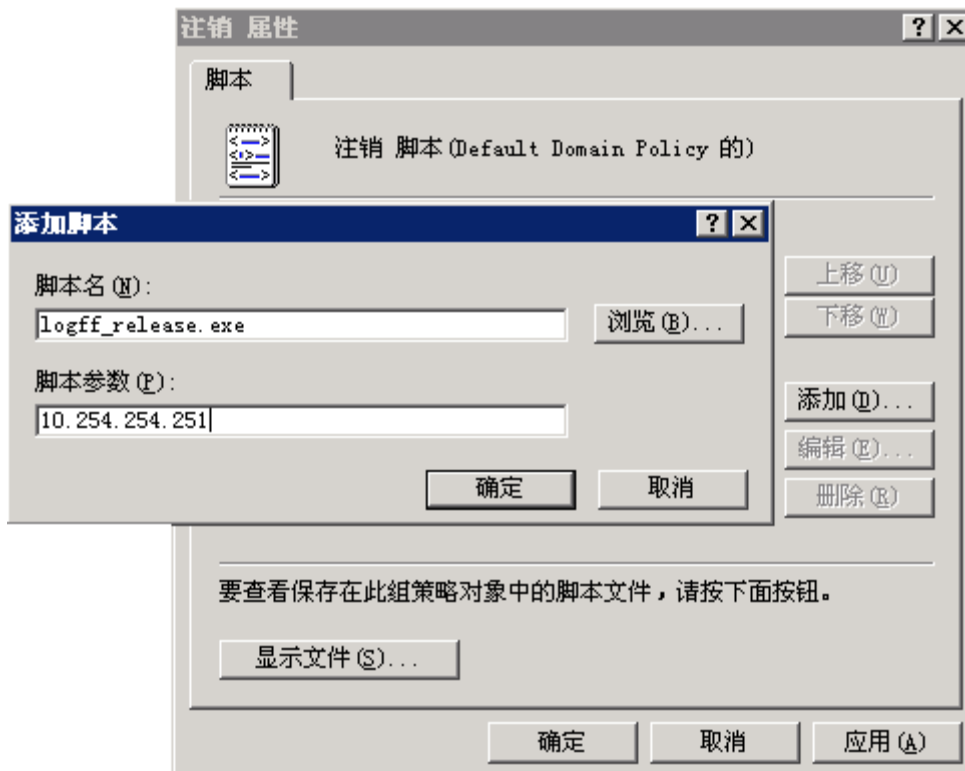 注销 属性
脚本
注销 脚本(Default Domain Policy 的)
添加脚本
脚本名(N):
logff_release.exe
浏览(B)...
脚本参数(P):
10.254.254.251
确定
取消
上移(U)
下移(W)
添加(D)...
编辑(E)...
删除(R)
要查看保存在此组策略对象中的脚本文件，请按下面按钮。
显示文件(S)...
确定
取消
应用(A)